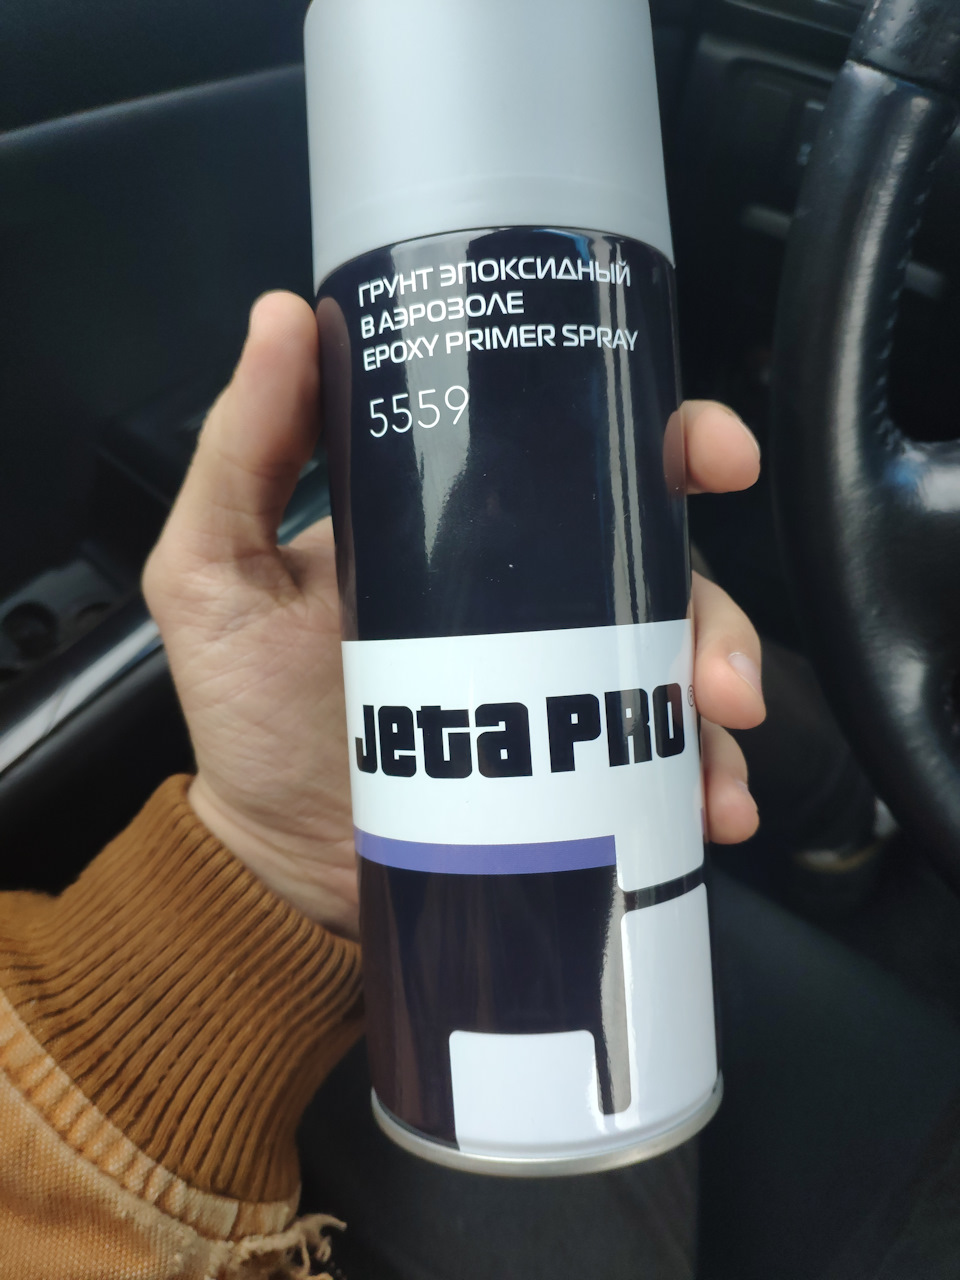 ГРУНТ ЭПОКСИДНЫЙ
В АЭРОЗОЛЕ
EPOXY PRIMER SPRAY
5559
Jeta PRO®